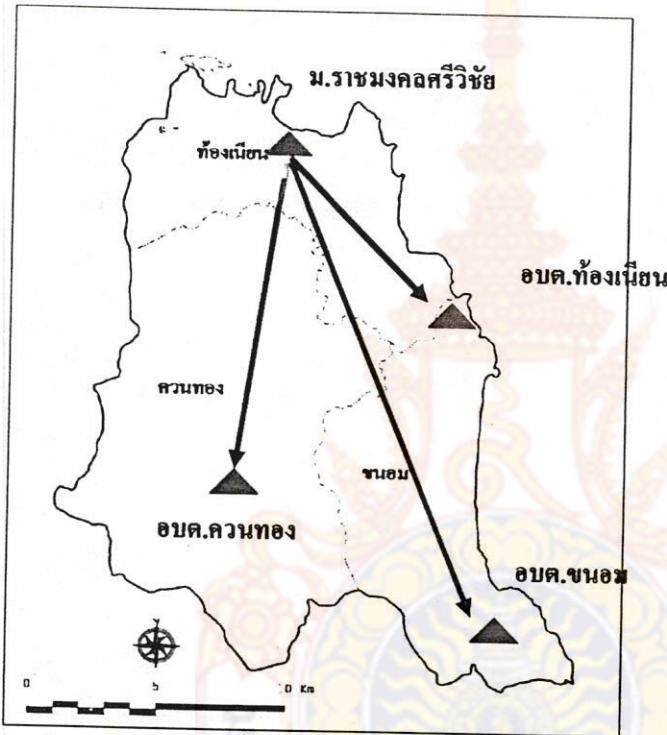 ม.ราชมงคลศรีวิชัย
ท้องเนียน
อบต.ท้องเนียน
ควนทอง
ขนอม
อบต.ควนทอง
อบต.ขนอม
0 5 10 Km